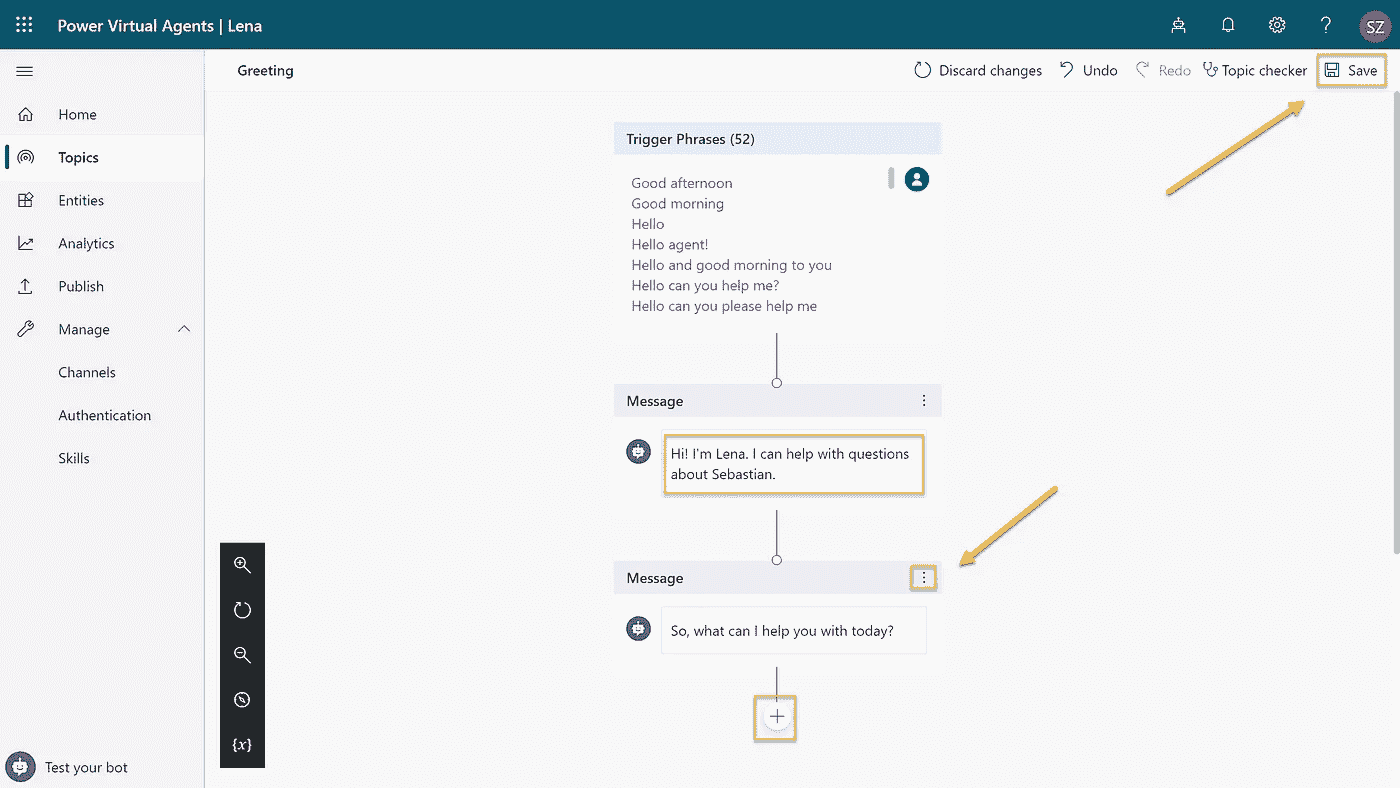 Power Virtual Agents | Lena
?
SZ
Greeting
Discard changes
Undo
Redo
Topic checker
Save
Home
Topics
Entities
Analytics
Publish
Manage
Channels
Authentication
Skills
Trigger Phrases (52)
Good afternoon
Good morning
Hello
Hello agent!
Hello and good morning to you
Hello can you help me?
Hello can you please help me
Message
Hi! I'm Lena. I can help with questions
about Sebastian.
Message
So, what can I help you with today?
{x}
Test your bot